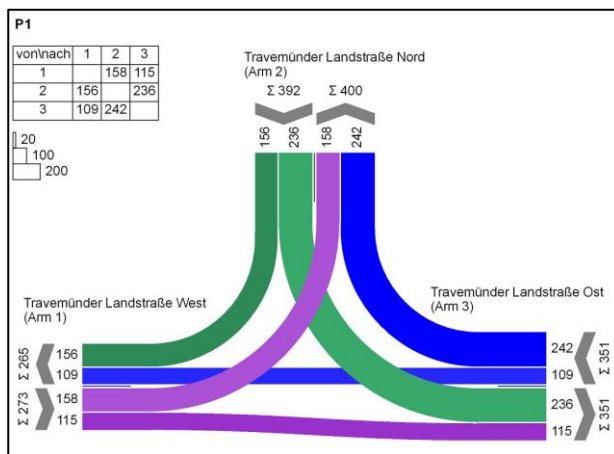 P1
von\nach 1 2 3
1 158 115
2 156 236
3 109 242
20
100
200
Travemünder Landstraße Nord
(Arm 2)
Σ 392 Σ 400
156 236 158 242
Travemünder Landstraße West
(Arm 1)
Travemünder Landstraße Ost
(Arm 3)
Σ 265
156
109
Σ 273
158
115
242
109
Σ 351
236
115
Σ 351